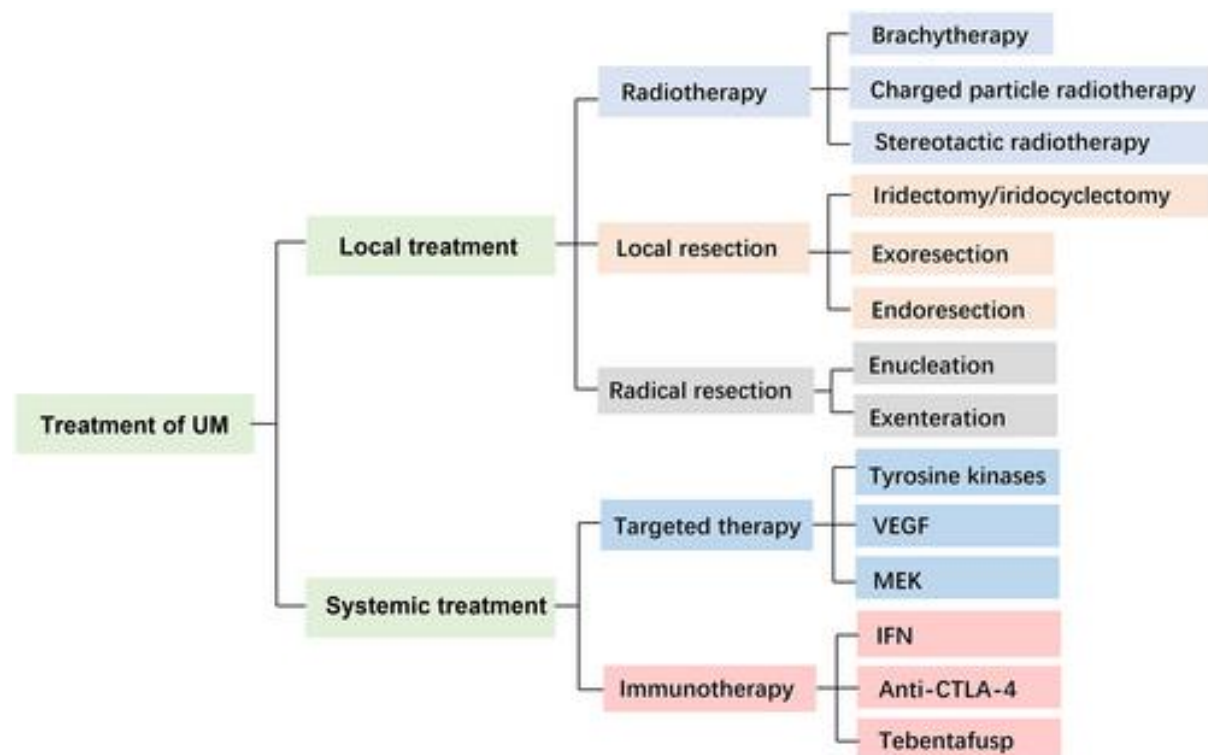 Treatment of UM
Local treatment
Radiotherapy
Brachytherapy
Charged particle radiotherapy
Stereotactic radiotherapy
Local resection
Iridectomy/iridocyclectomy
Exoresection
Endoresection
Radical resection
Enucleation
Exenteration
Systemic treatment
Targeted therapy
Tyrosine kinases
VEGF
MEK
Immunotherapy
IFN
Anti-CTLA-4
Tebentafusp